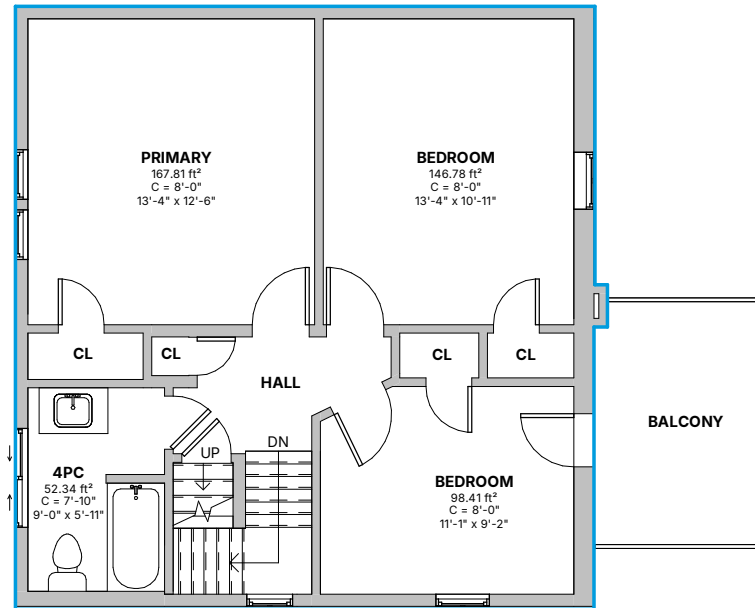 PRIMARY
167.81 ft²
C = 8'-0"
13'-4" x 12'-6"
BEDROOM
146.78 ft²
C = 8'-0"
13'-4" x 10'-11"
CL
CL
CL
CL
HALL
BALCONY
UP
DN
4PC
52.34 ft²
C = 7'-10"
9'-0" x 5'-11"
BEDROOM
98.41 ft²
C = 8'-0"
11'-1" x 9'-2"